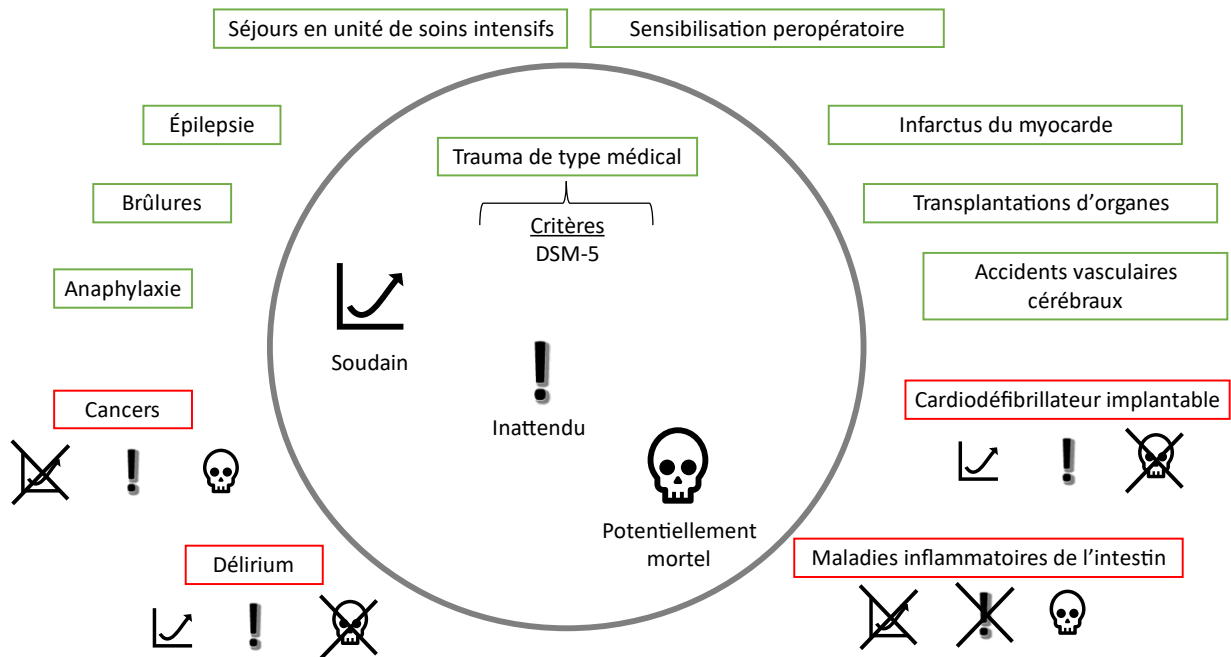 Séjours en unité de soins intensifs
Sensibilisation peropératoire
Épilepsie
Infarctus du myocarde
Trauma de type médical
Brûlures
Transplantations d’organes
Critères
DSM-5
Anaphylaxie
Accidents vasculaires
cérébraux
Soudain
Cancers
Cardiodéfibrillateur implantable
Inattendu
Potentiellement
mortel
Délirium
Maladies inflammatoires de l’intestin